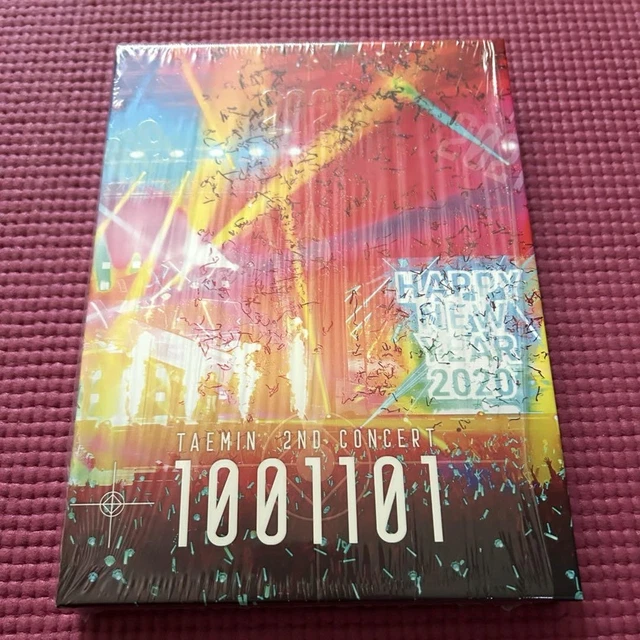 HAPPY
NEW
YEAR
2020
TAEMIN 2ND CONCERT
1001101